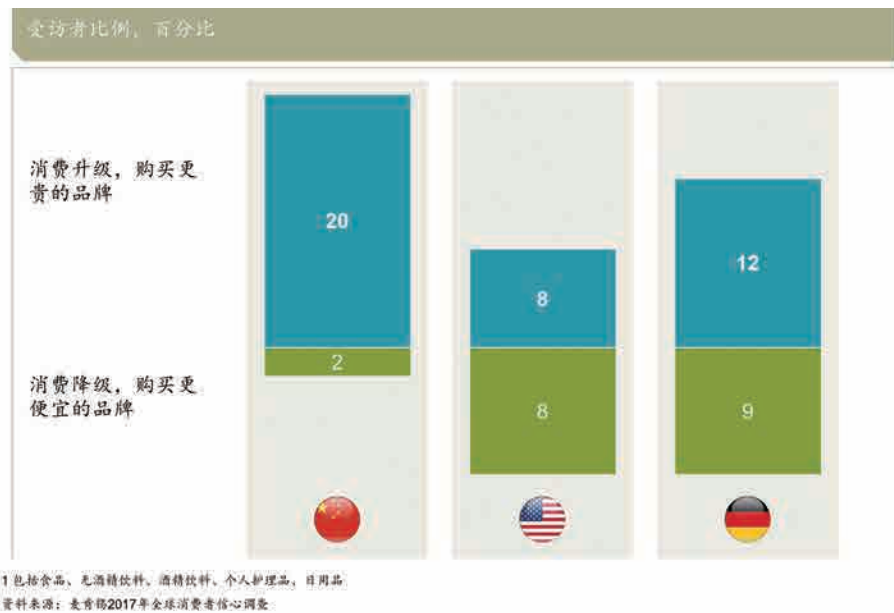 受访者比例，百分比
消费升级，购买更
贵的品牌
20
8
12
2
消费降级，购买更
便宜的品牌
8
9
1 包括食品、无酒精饮料、酒精饮料、个人护理品，日用品
资料来源：麦肯锡2017年全球消费者信心调查